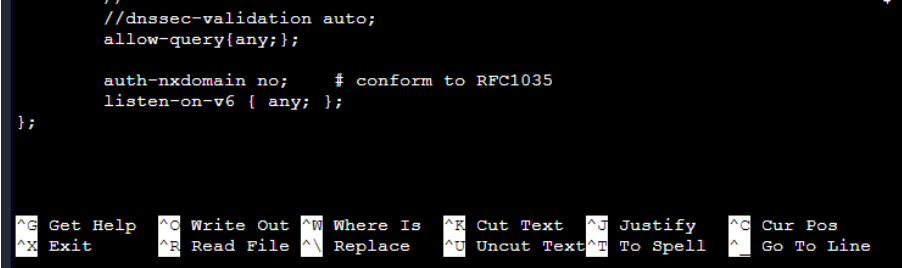 //
//dnssec-validation auto;
allow-query{any;};
auth-nxdomain no;    # conform to RFC1035
listen-on-v6 { any; };
};
^G Get Help ^O Write Out ^W Where Is ^K Cut Text ^J Justify ^C Cur Pos
^X Exit ^R Read File ^\ Replace ^U Uncut Text ^T To Spell ^_ Go To Line